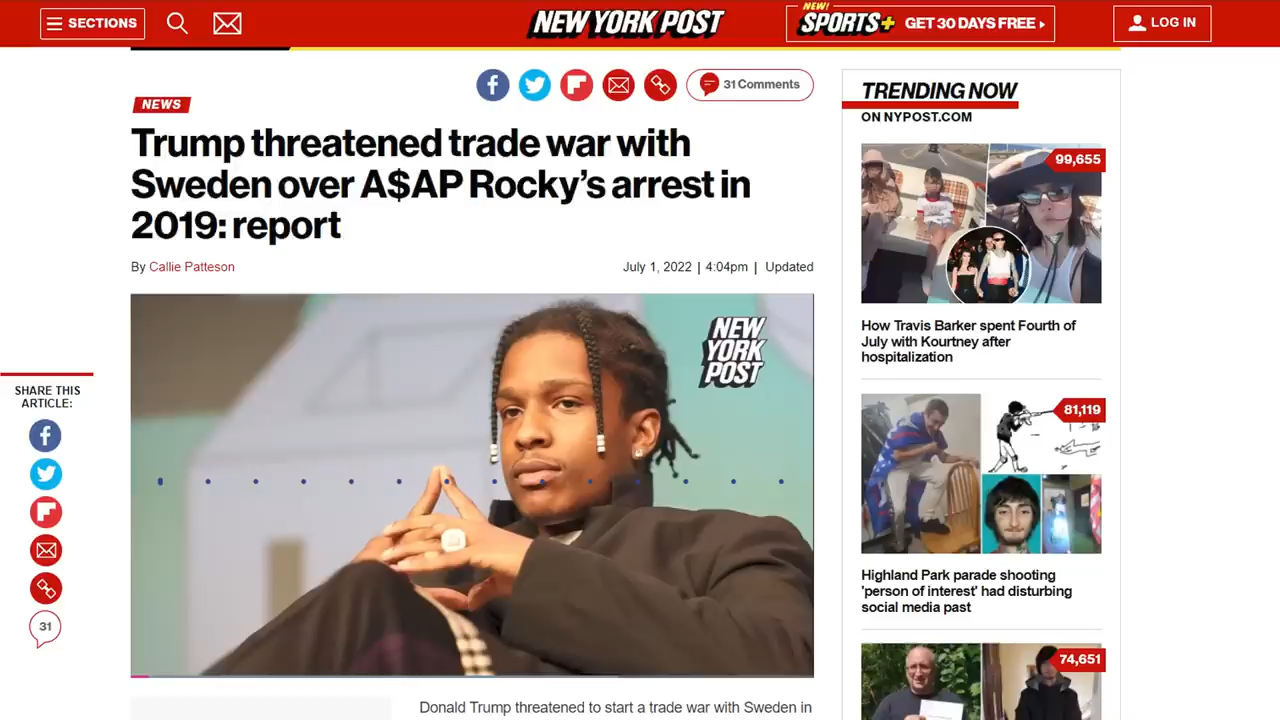 SECTIONS
NEW YORK POST
NEW!
SPORTS+
GET 30 DAYS FREE
LOG IN
31 Comments
NEWS
Trump threatened trade war with
Sweden over A$AP Rocky’s arrest in
2019: report
By Callie Patteson
July 1, 2022 | 4:04pm | Updated
NEW
YORK
POST
SHARE THIS
ARTICLE:
31
Donald Trump threatened to start a trade war with Sweden in
TRENDING NOW
ON NYPOST.COM
99,655
How Travis Barker spent Fourth of
July with Kourtney after
hospitalization
81,119
Highland Park parade shooting
'person of interest' had disturbing
social media past
74,651